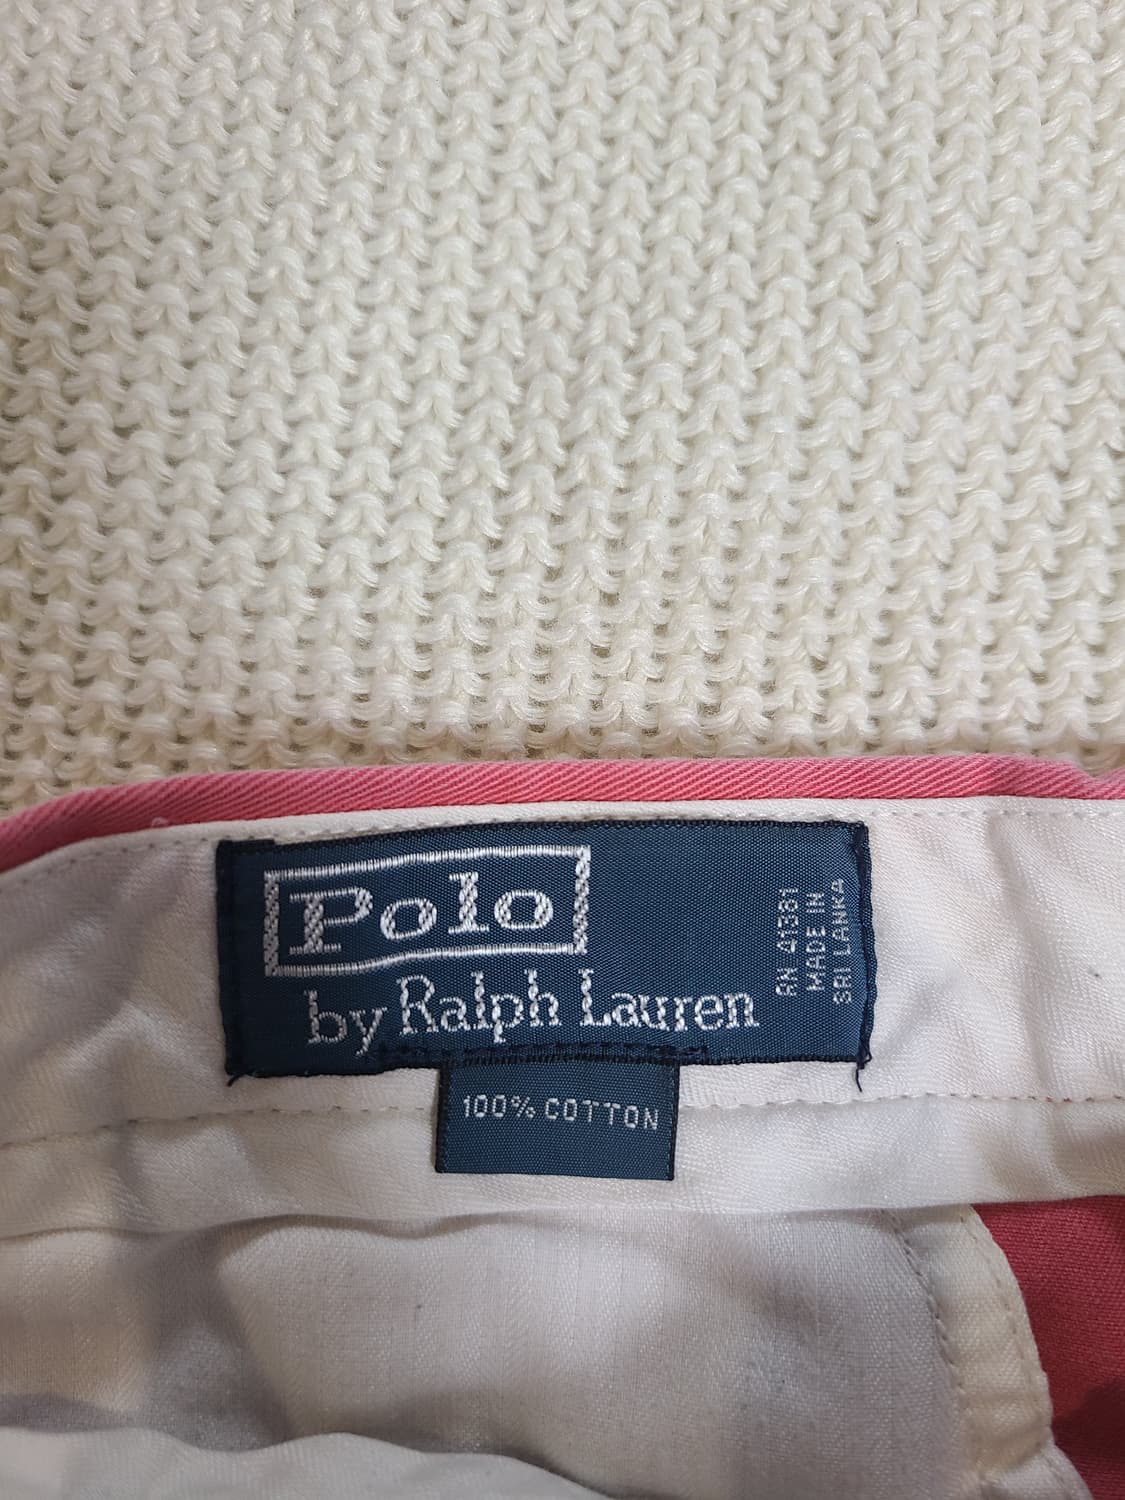 Polo
by Ralph Lauren
RN 41381
MADE IN
SRI LANKA
100% COTTON